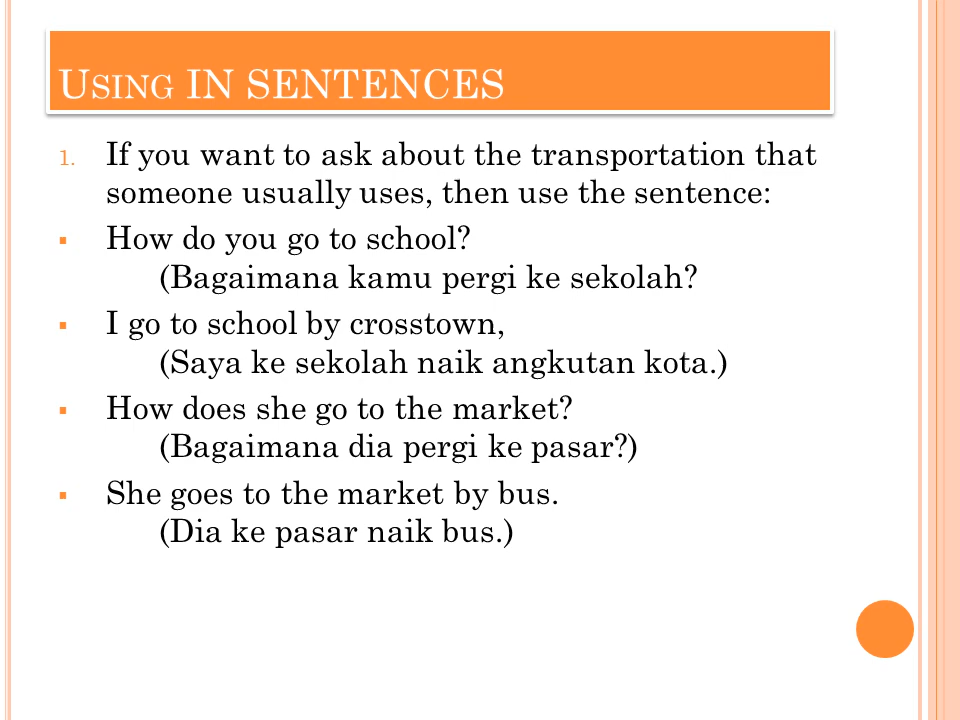 USING IN SENTENCES
1. If you want to ask about the transportation that
someone usually uses, then use the sentence:
▪ How do you go to school?
(Bagaimana kamu pergi ke sekolah?
▪ I go to school by crosstown,
(Saya ke sekolah naik angkutan kota.)
▪ How does she go to the market?
(Bagaimana dia pergi ke pasar?)
▪ She goes to the market by bus.
(Dia ke pasar naik bus.)